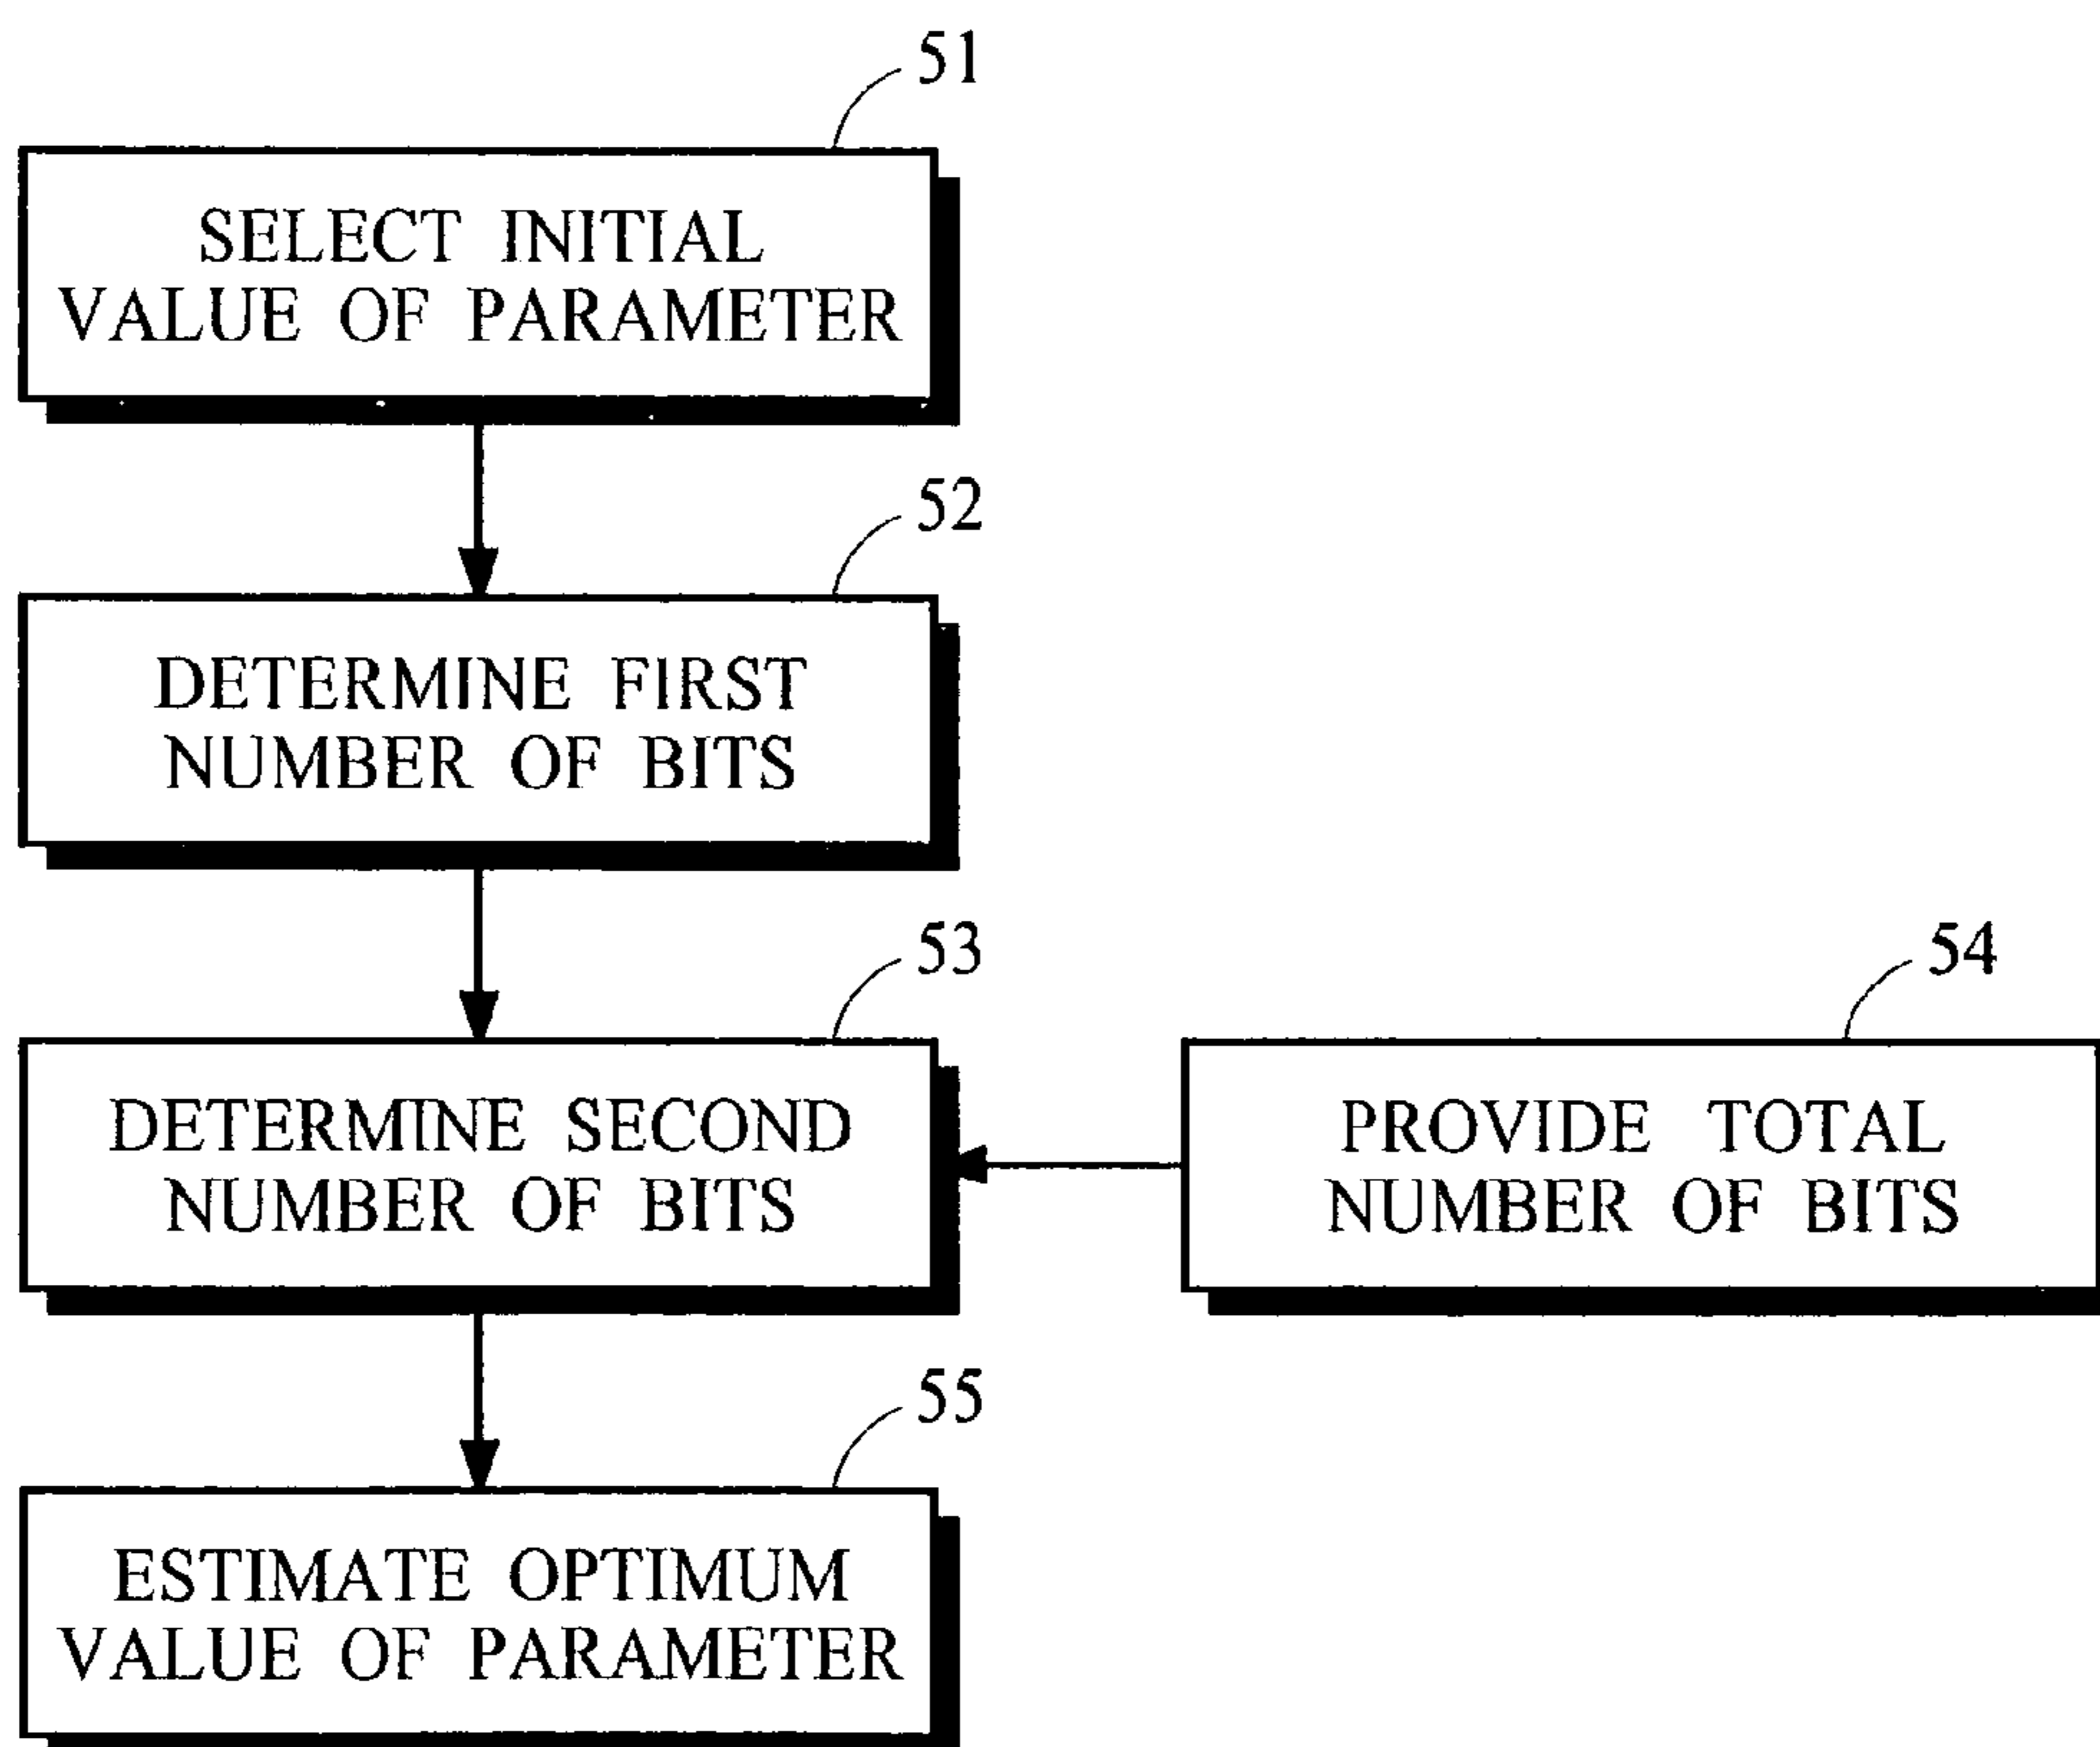 51
SELECT INITIAL
VALUE OF PARAMETER
52
DETERMINE FIRST
NUMBER OF BITS
53
DETERMINE SECOND
NUMBER OF BITS
54
PROVIDE TOTAL
NUMBER OF BITS
55
ESTIMATE OPTIMUM
VALUE OF PARAMETER